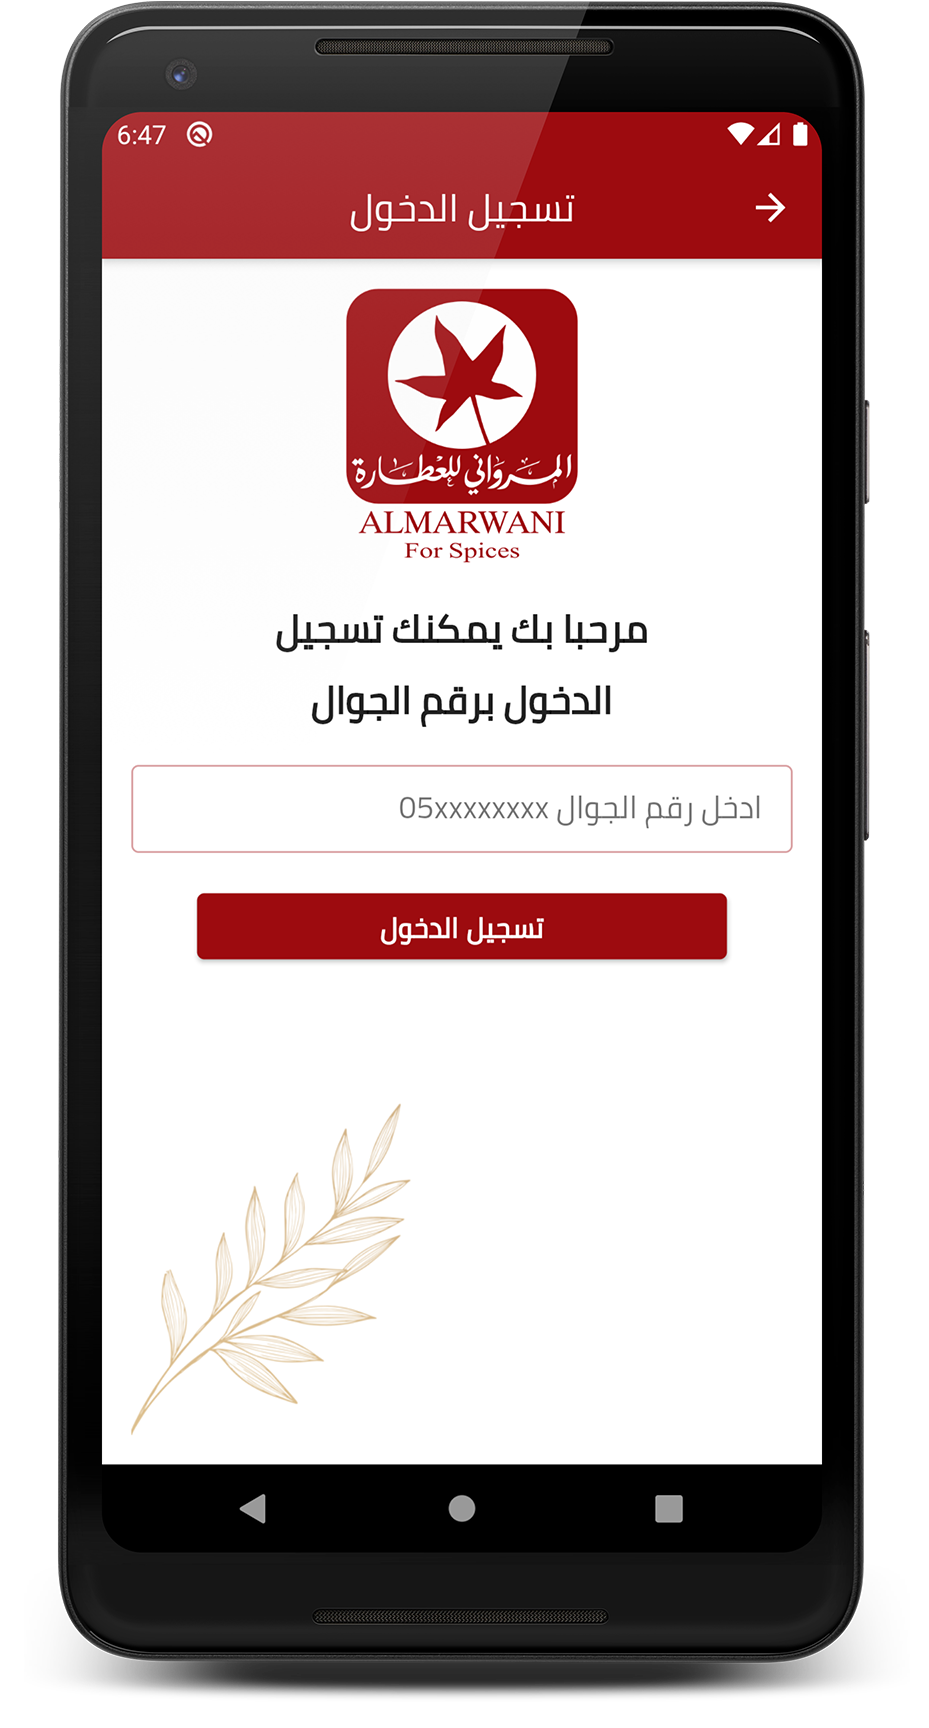 6:47
تسجيل الدخول
المرواني للعطارة
ALMARWANI
For Spices
مرحبا بك يمكنك تسجيل
الدخول برقم الجوال
ادخل رقم الجوال 05xxxxxxxx
تسجيل الدخول